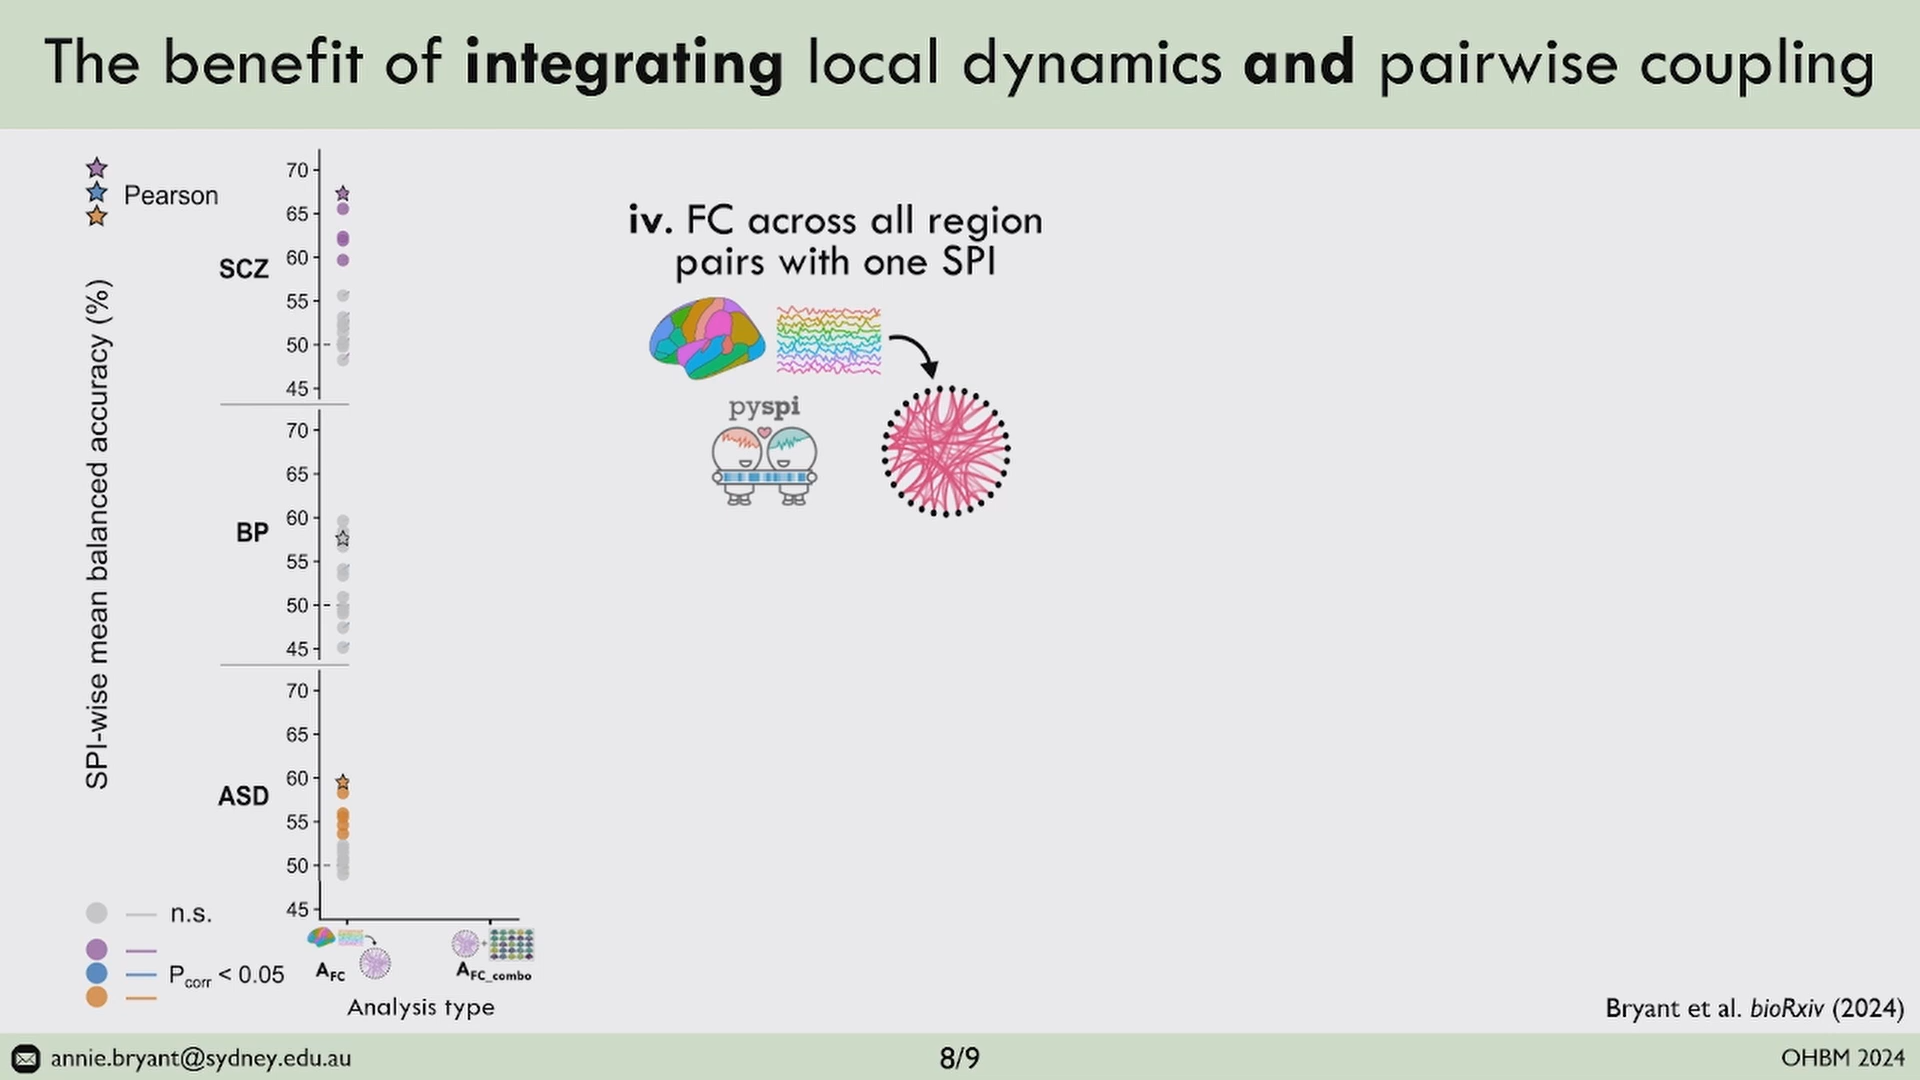 The benefit of integrating local dynamics and pairwise coupling
Pearson
SPI-wise mean balanced accuracy (%)
SCZ
70
65
60
55
50
45
BP
70
65
60
55
50
45
ASD
70
65
60
55
50
45
n.s.
Pcorr < 0.05
AFC
AFC_combo
Analysis type
iv. FC across all region
pairs with one SPI
pyspi
Bryant et al. bioRxiv (2024)
annie.bryant@sydney.edu.au
8/9
OHBM 2024